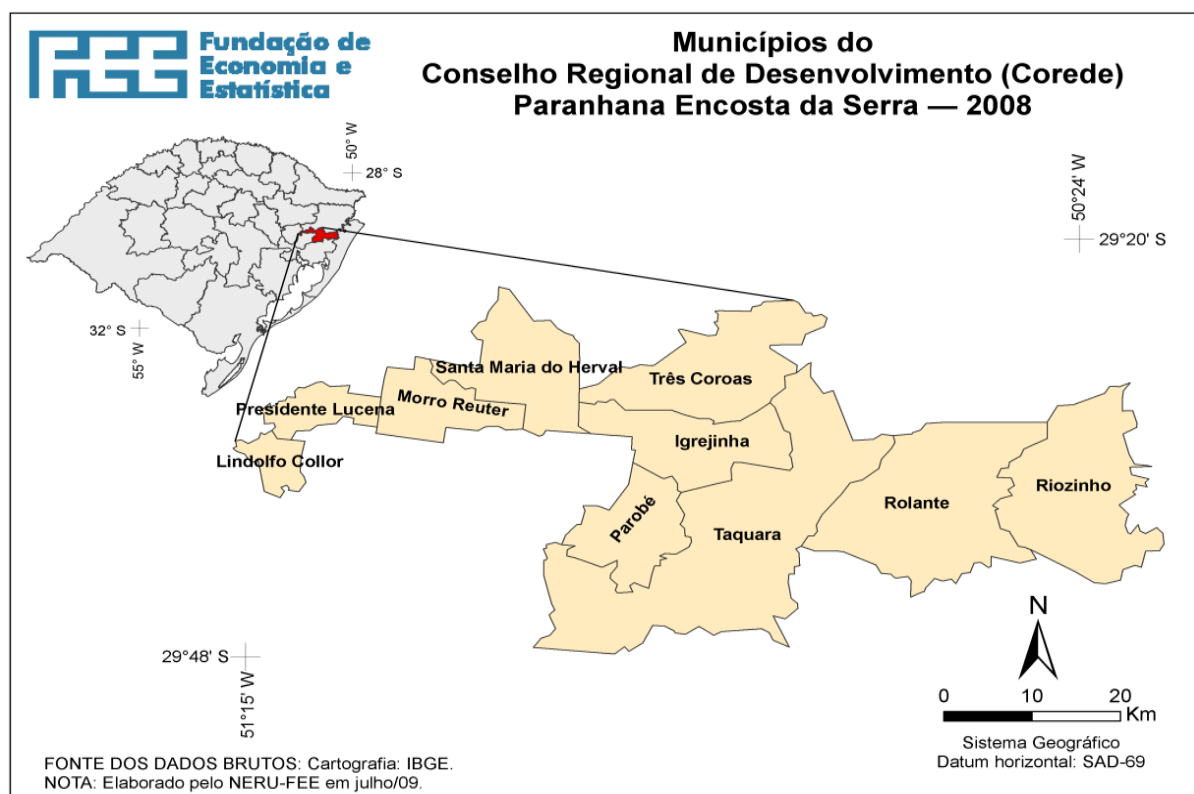 FEE
Fundação de
Economia e
Estatística
Municípios do
Conselho Regional de Desenvolvimento (Corede)
Paranhana Encosta da Serra — 2008
50° W
28° S
50°24' W
29°20' S
32° S
55° W
Santa Maria do Herval
Três Coroas
Presidente Lucena
Morro Reuter
Igrejinha
Lindolfo Collor
Riozinho
Rolante
Parobé
Taquara
N
29°48' S
51°15' W
0 10 20
Km
Sistema Geográfico
Datum horizontal: SAD-69
FONTE DOS DADOS BRUTOS: Cartografia: IBGE.
NOTA: Elaborado pelo NERU-FEE em julho/09.